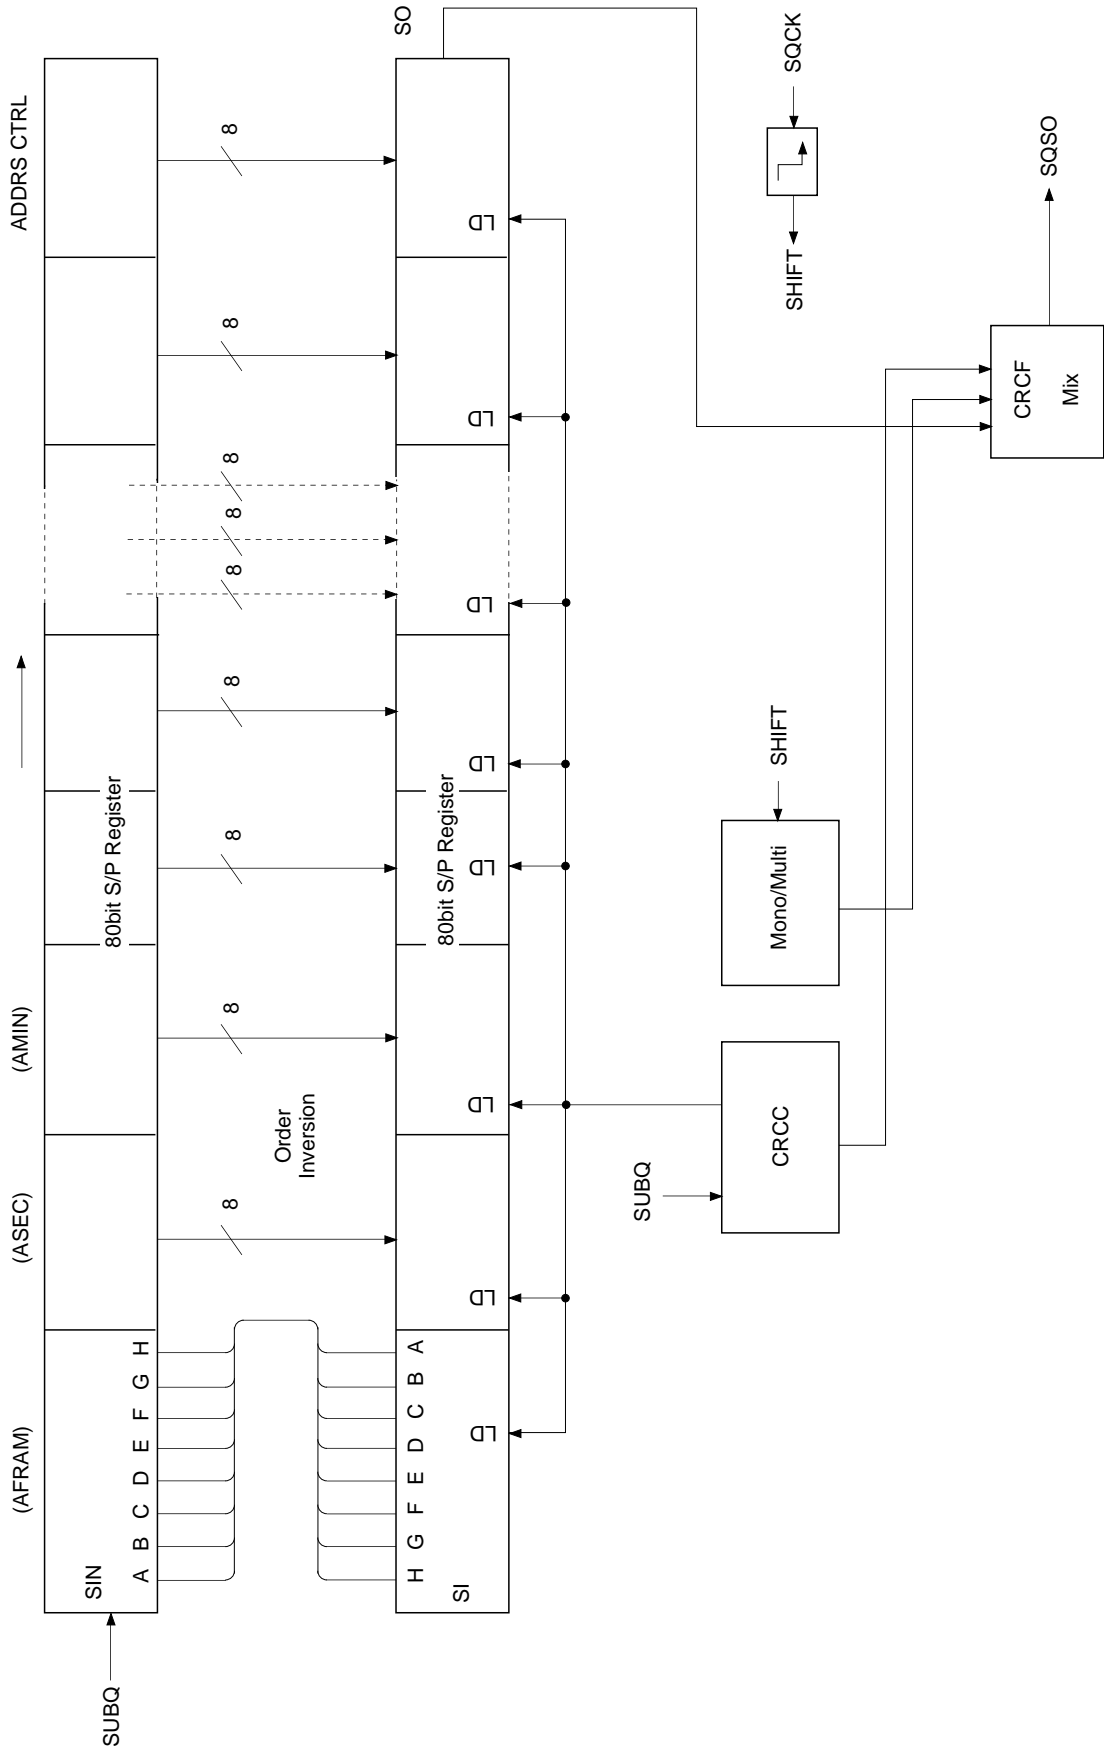 (AFRAM)
(ASEC)
(AMIN)
ADDRS CTRL
SUBQ
SIN
A B C D E F G H
80bit S/P Register
8
8
8
8
8
8
8
8
8
Order
Inversion
H G F E D C B A
SI
80bit S/P Register
SO
LD
LD
LD
LD
LD
LD
LD
LD
SUBQ
CRCC
Mono/Multi
SHIFT
SHIFT
SQCK
CRCF
Mix
SQSO